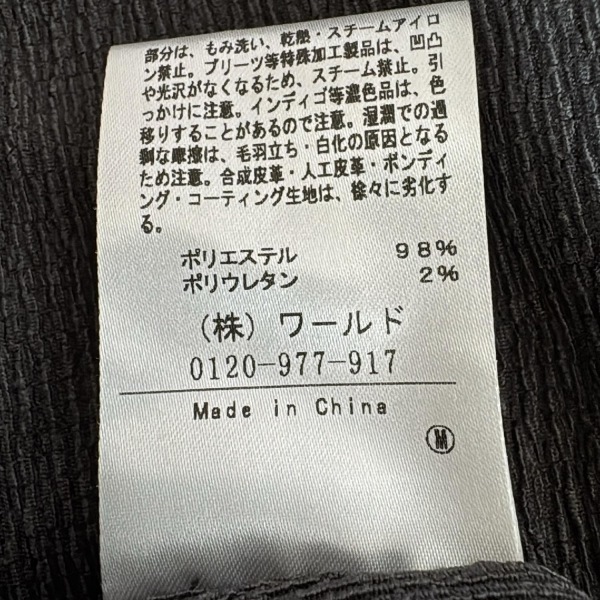 部分は、もみ洗い、乾燥・スチームアイロ
ン禁止。プリーツ等特殊加工製品は、凹凸
や光沢がなくなるため、スチーム禁止。引
っかけに注意。インディゴ等濃色品は、色
移りすることがあるので注意。湿潤での過
剰な摩擦は、毛羽立ち・白化の原因となる
ため注意。合成皮革・人工皮革・ボンディ
ング・コーティング生地は、徐々に劣化す
る。
ポリエステル 98%
ポリウレタン 2%
（株）ワールド
0120-977-917
Made in China
M